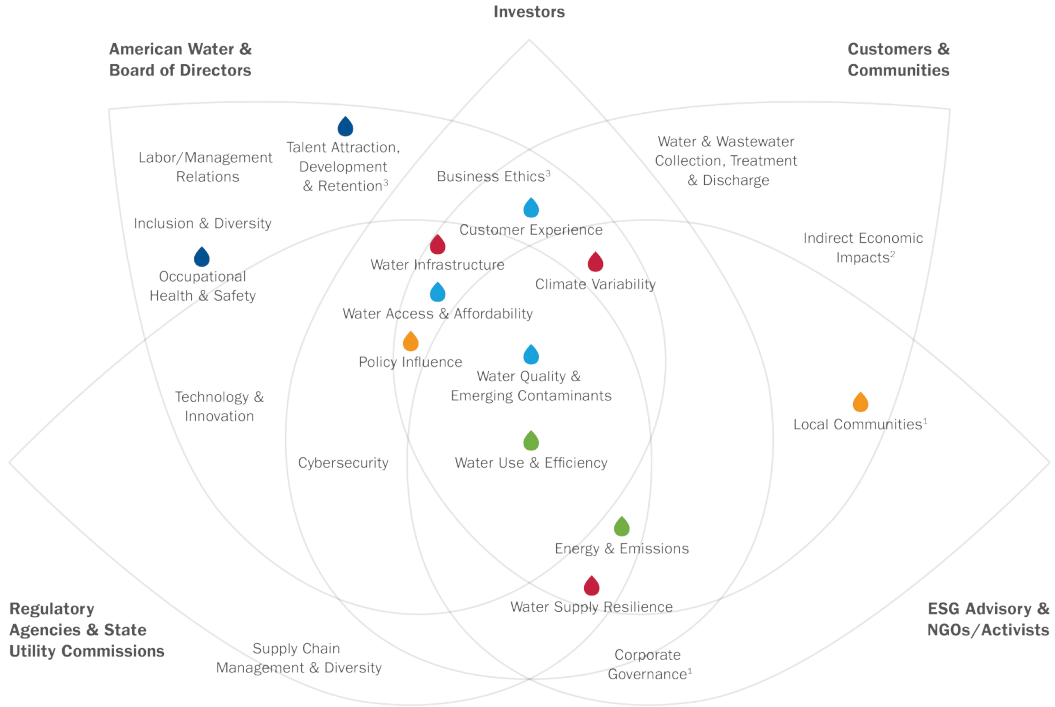 Investors
American Water &
Board of Directors
Customers &
Communities
Talent Attraction,
Development
& Retention3
Labor/Management
Relations
Business Ethics3
Water & Wastewater
Collection, Treatment
& Discharge
Inclusion & Diversity
Customer Experience
Indirect Economic
Impacts2
Water Infrastructure
Occupational
Health & Safety
Climate Variability
Water Access & Affordability
Policy Influence
Water Quality &
Emerging Contaminants
Technology &
Innovation
Local Communities1
Cybersecurity
Water Use & Efficiency
Energy & Emissions
Water Supply Resilience
Regulatory
Agencies & State
Utility Commissions
ESG Advisory &
NGOs/Activists
Supply Chain
Management & Diversity
Corporate
Governance1